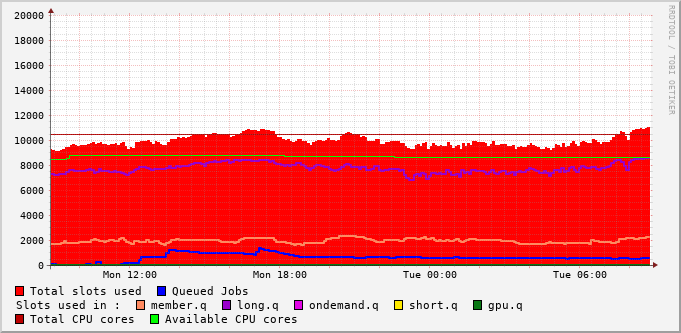 RRDTOOL / TOBI OETIKER
20000
18000
16000
14000
12000
10000
8000
6000
4000
2000
0
Mon 12:00 Mon 18:00 Tue 00:00 Tue 06:00
Total slots used Queued Jobs
Slots used in : member.q long.q ondemand.q short.q gpu.q
Total CPU cores Available CPU cores